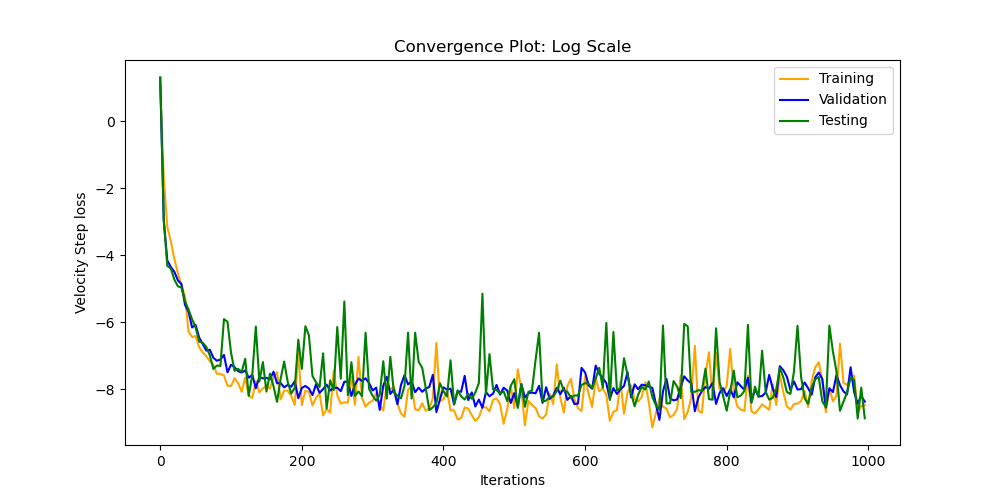 Convergence Plot: Log Scale
Training
Validation
Testing
0
−2
−4
−6
−8
Velocity Step loss
0 200 400 600 800 1000
Iterations